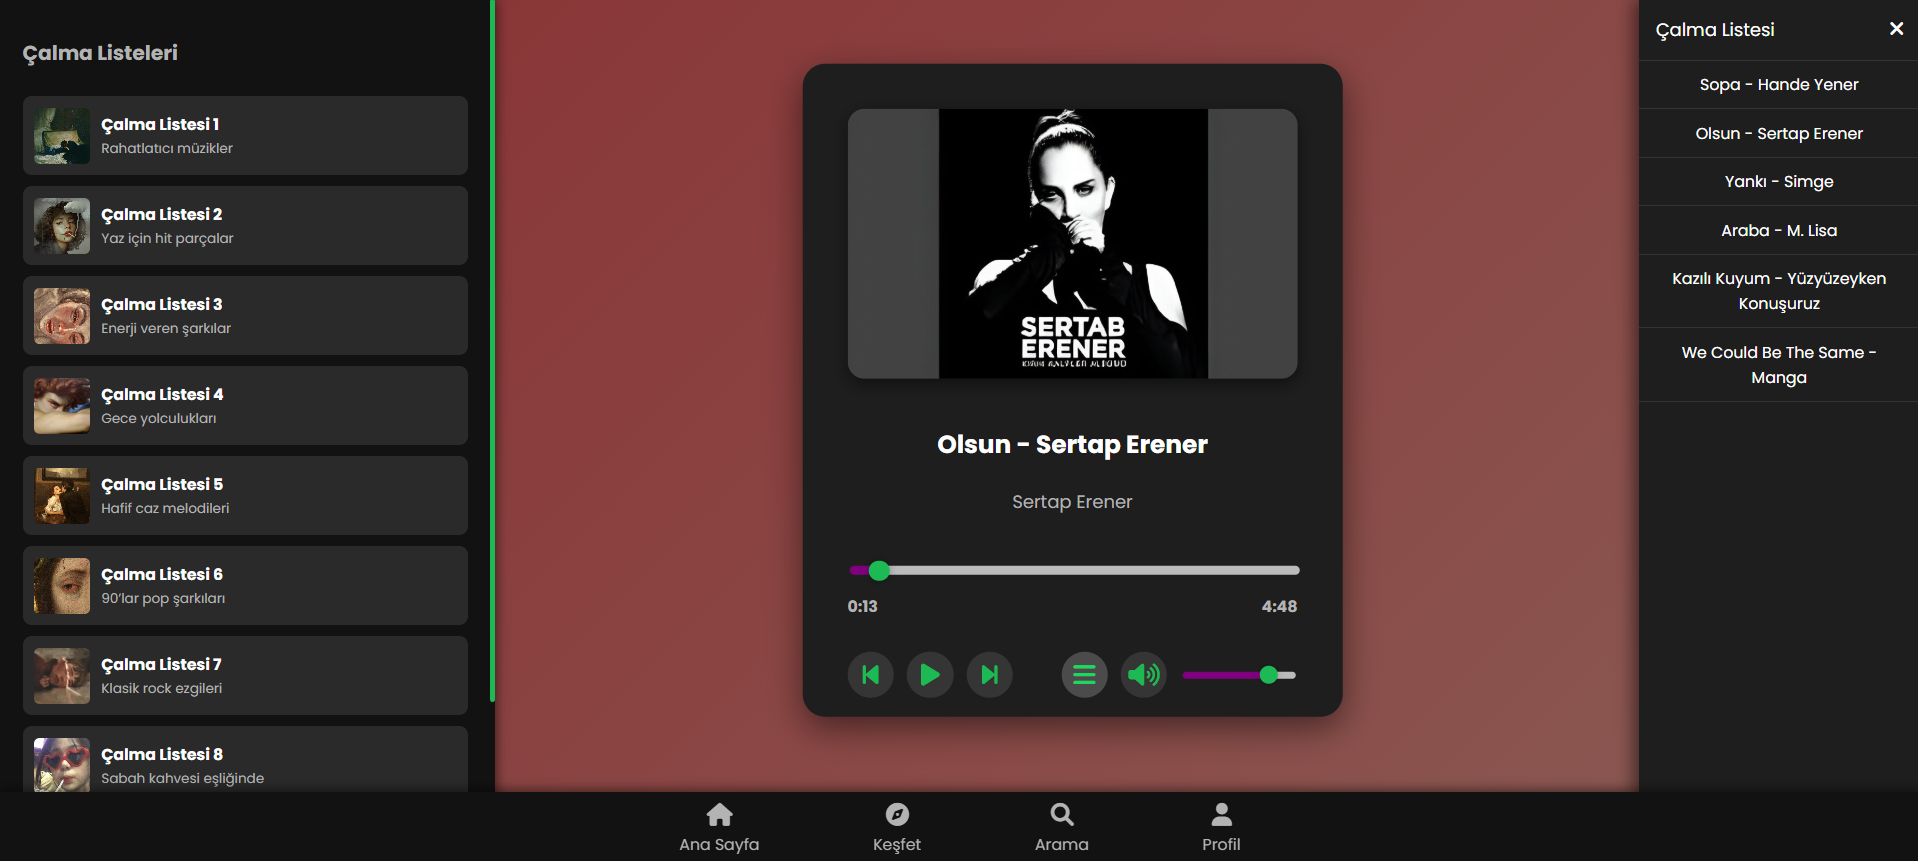 Çalma Listeleri
Çalma Listesi 1
Rahatlatıcı müzikler
Çalma Listesi 2
Yaz için hit parçalar
Çalma Listesi 3
Enerji veren şarkılar
Çalma Listesi 4
Gece yolculukları
Çalma Listesi 5
Hafif caz melodileri
Çalma Listesi 6
90’lar pop şarkıları
Çalma Listesi 7
Klasik rock ezgileri
Çalma Listesi 8
Sabah kahvesi eşliğinde
SERTAB
ERENER
Olsun - Sertap Erener
Sertap Erener
0:13
4:48
Çalma Listesi
Sopa - Hande Yener
Olsun - Sertap Erener
Yankı - Simge
Araba - M. Lisa
Kazılı Kuyum - Yüzyüzeyken
Konuşuruz
We Could Be The Same -
Manga
Ana Sayfa
Keşfet
Arama
Profil